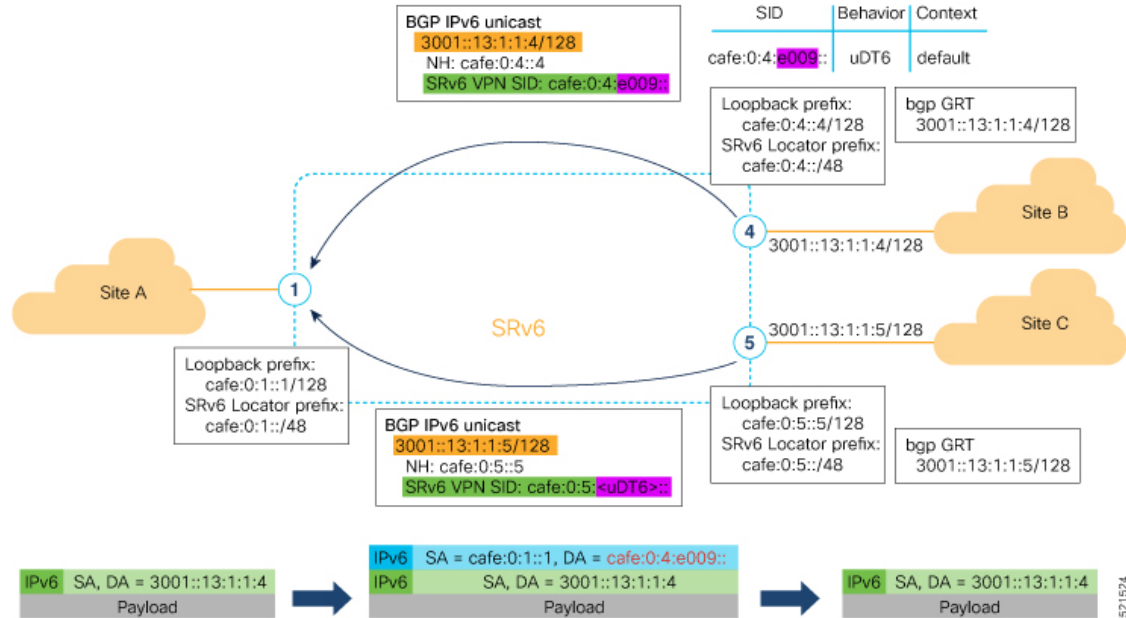 BGP IPv6 unicast
3001::13:1:1:4/128
NH: cafe:0:4::4
SRv6 VPN SID: cafe:0:4:e009::
SID Behavior Context
cafe:0:4:e009:: uDT6 default
Loopback prefix:
cafe:0:4::4/128
SRv6 Locator prefix:
cafe:0:4::/48
bgp GRT
3001::13:1:1:4/128
Site A
1
SRv6
4
3001::13:1:1:4/128
Site B
5
3001::13:1:1:5/128
Site C
Loopback prefix:
cafe:0:1::1/128
SRv6 Locator prefix:
cafe:0:1::/48
BGP IPv6 unicast
3001::13:1:1:5/128
NH: cafe:0:5::5
SRv6 VPN SID: cafe:0:5:<uDT6>::
Loopback prefix:
cafe:0:5::5/128
SRv6 Locator prefix:
cafe:0:5::/48
bgp GRT
3001::13:1:1:5/128
IPv6 SA, DA = 3001::13:1:1:4
Payload
IPv6 SA = cafe:0:1::1, DA = cafe:0:4:e009::
IPv6 SA, DA = 3001::13:1:1:4
Payload
IPv6 SA, DA = 3001::13:1:1:4
Payload
521524